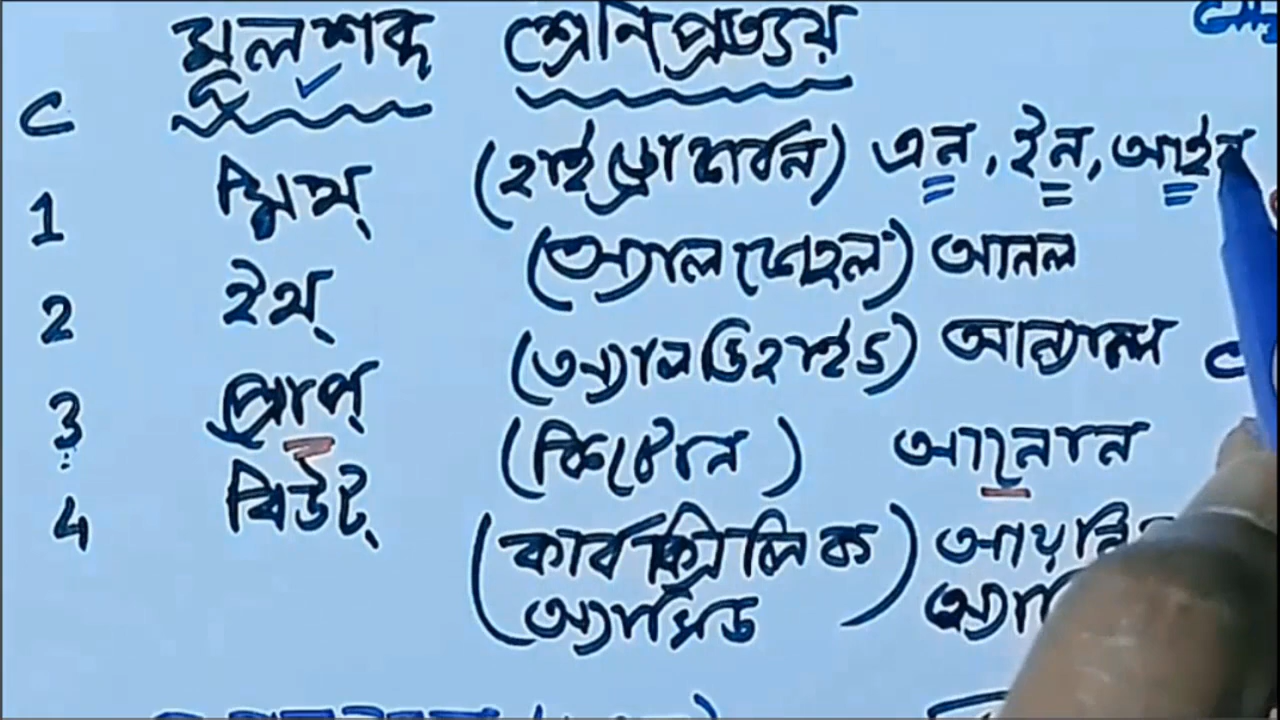 মূলশব্দ শ্রেনিপ্রত্যয়
C
1 মিথ্ (হাইড্রোকার্বন) এন, ইন, আইন
2 ইথ্ (অ্যালকোহল) আনল
3 প্রোপ্ (অ্যালডিহাইড) আন্যাল
4 বিউট্ (কিটোন) আনোন
(কার্বক্সিলিক
অ্যাসিড)